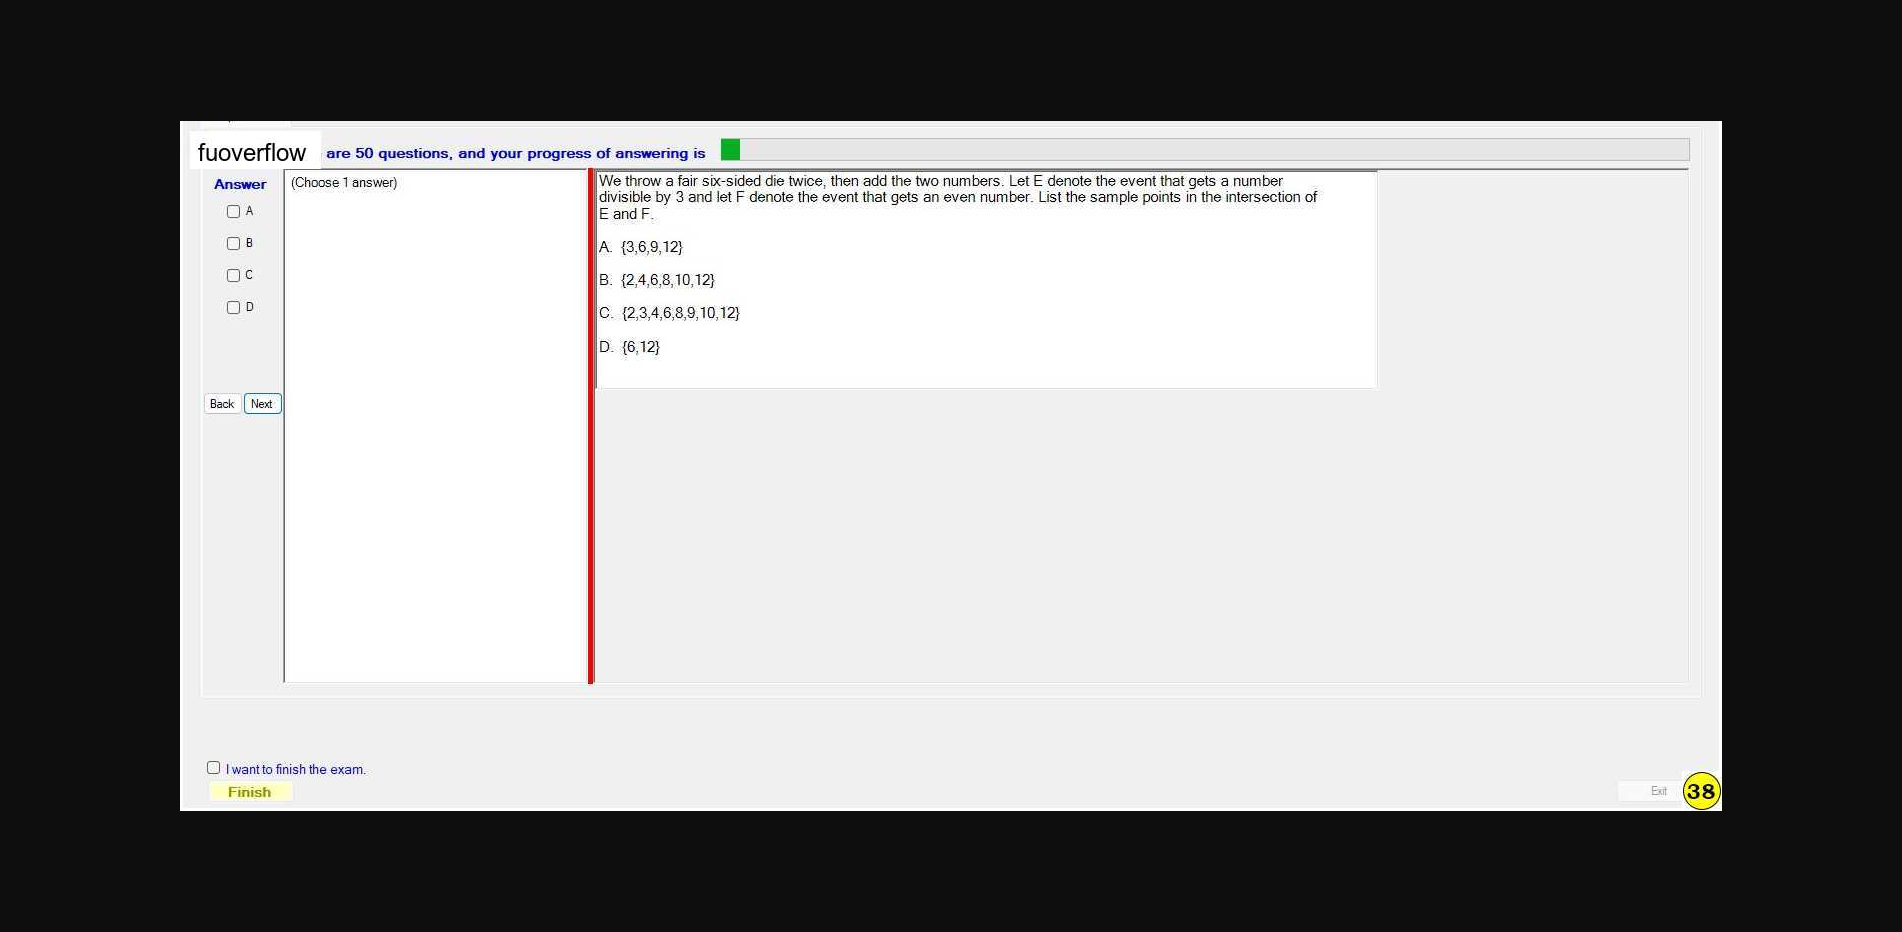 fuoverflow are 50 questions, and your progress of answering is
Answer
(Choose 1 answer)
A
B
C
D
Back Next
We throw a fair six-sided die twice, then add the two numbers. Let E denote the event that gets a number
divisible by 3 and let F denote the event that gets an even number. List the sample points in the intersection of
E and F.
A. {3,6,9,12}
B. {2,4,6,8,10,12}
C. {2,3,4,6,8,9,10,12}
D. {6,12}
I want to finish the exam.
Finish
Exit
38